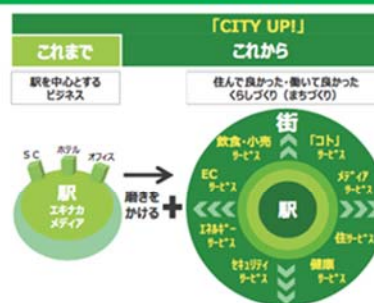 「CITY UP!」
これまで
これから
駅を中心とする
ビジネス
住んで良かった・働いて良かった
くらしづくり(まちづくり)
SC
ホテル
オフィス
駅
エキナカ
メディア
磨きを
かける
+
街
飲食・小売
サービス
「コト」
サービス
EC
サービス
メディア
サービス
駅
エネルギー
サービス
住サービス
セキュリティ
サービス
健康
サービス